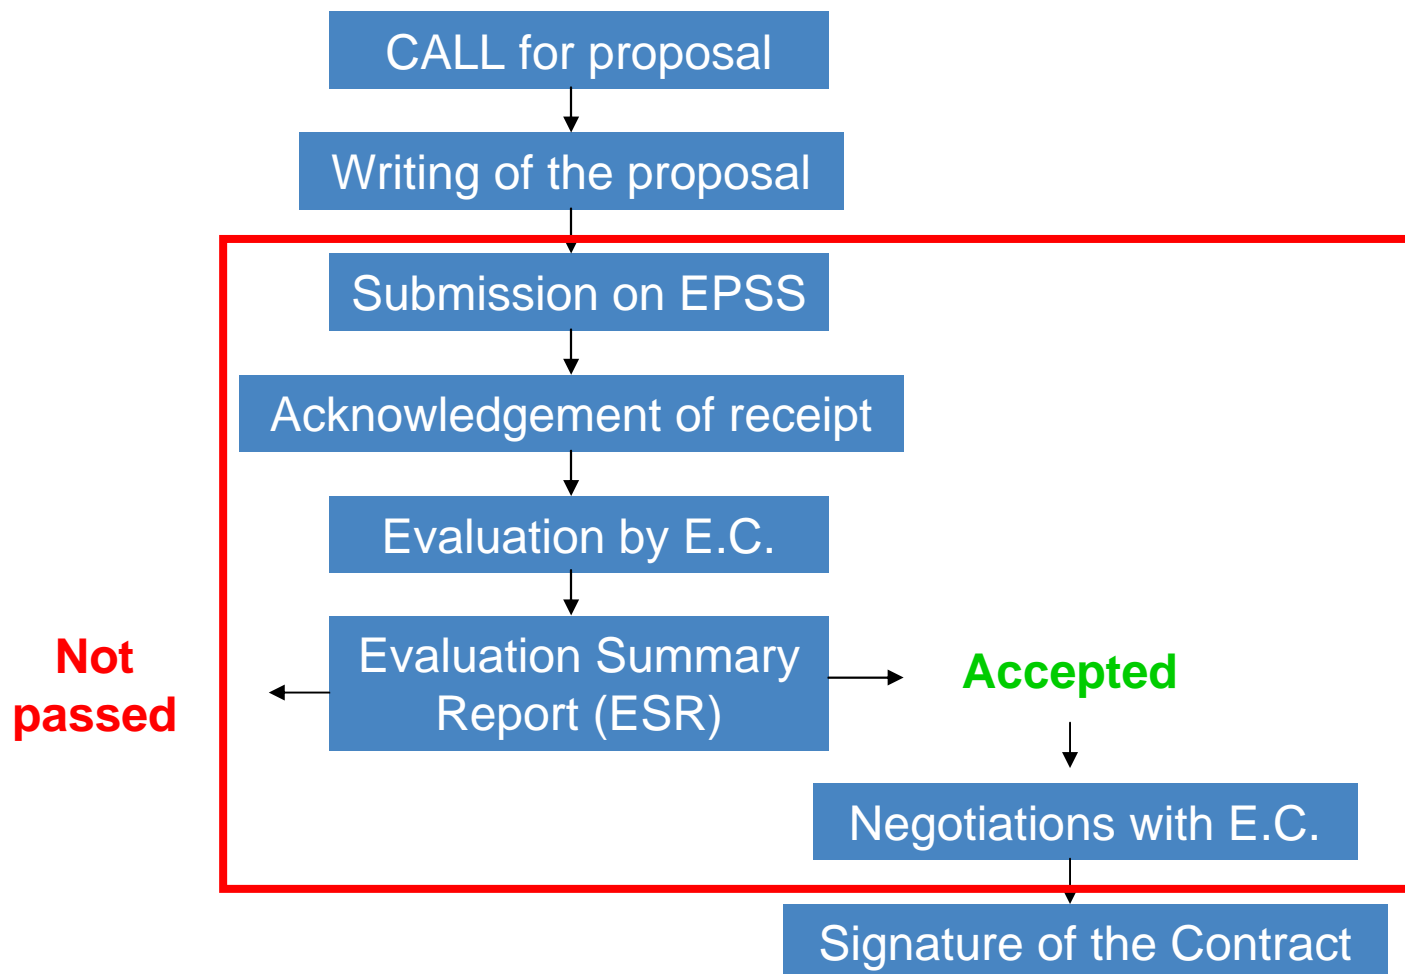 CALL for proposal
Writing of the proposal
Submission on EPSS
Acknowledgement of receipt
Evaluation by E.C.
Evaluation Summary
Report (ESR)
Not
passed
Accepted
Negotiations with E.C.
Signature of the Contract